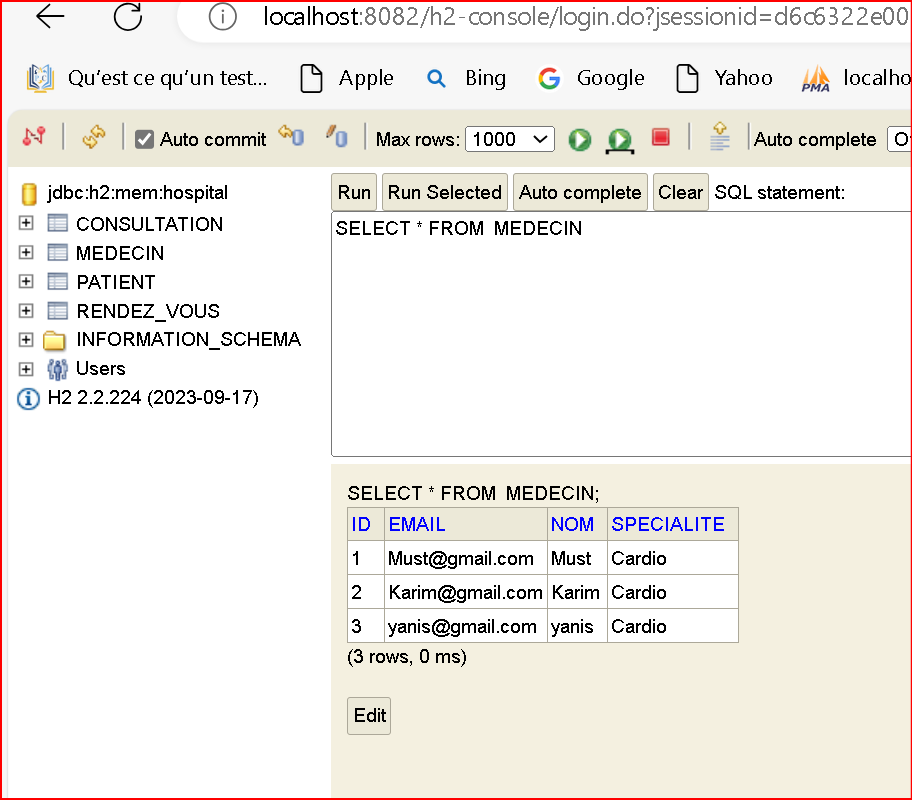 localhost:8082/h2-console/login.do?jsessionid=d6c6322e00
Qu'est ce qu'un test... Apple Bing Google Yahoo PMA localho
Auto commit Max rows: 1000 Auto complete O
jdbc:h2:mem:hospital
CONSULTATION
MEDECIN
PATIENT
RENDEZ_VOUS
INFORMATION_SCHEMA
Users
H2 2.2.224 (2023-09-17)
Run Run Selected Auto complete Clear SQL statement:
SELECT * FROM MEDECIN
SELECT * FROM MEDECIN;
ID EMAIL NOM SPECIALITE
1 Must@gmail.com Must Cardio
2 Karim@gmail.com Karim Cardio
3 yanis@gmail.com yanis Cardio
(3 rows, 0 ms)
Edit